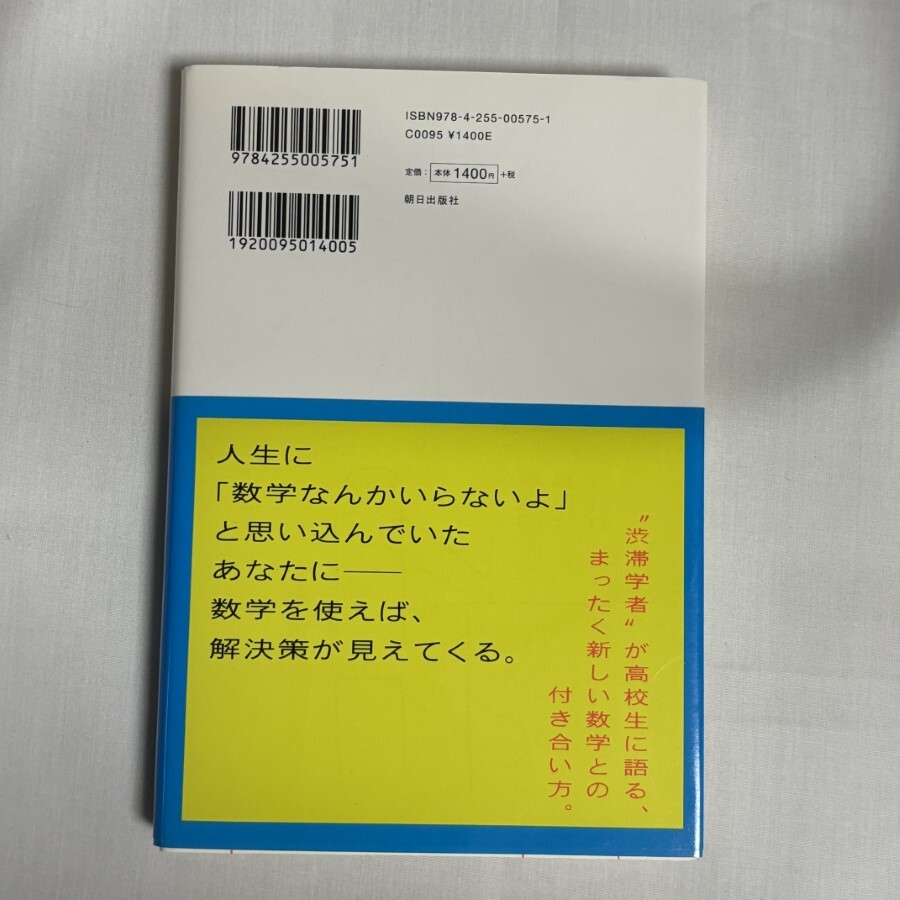 9784255005751
1920095014005
ISBN978-4-255-00575-1
C0095 ¥1400E
定価：本体1400円+税
朝日出版社
人生に
「数学なんかいらないよ」
と思い込んでいた
あなたに──
数学を使えば、
解決策が見えてくる。
“渋滞学者”が高校生に語る、
まったく新しい数学との
付き合い方。